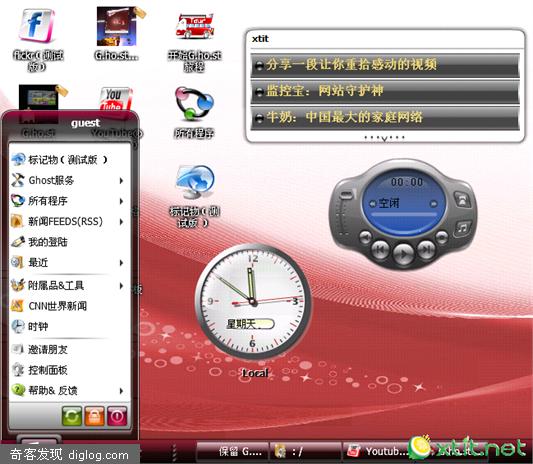 flickr(测试
版)
G.ho.st...
开始G.ho.st
旅程
G.ho.st
YouTube
所有程序
标记物(测
试版)
guest
标记物(测试版 )
Ghost服务
所有程序
新闻FEEDS(RSS)
我的登陆
最近
附属品&工具
CNN世界新闻
时钟
邀请朋友
控制面板
帮助& 反馈
xtit
分享一段让你重拾感动的视频
监控宝：网站守护神
牛奶：中国最大的家庭网络
00:00
空闲
12
3
6
9
星期天
Local
保留 G....
: /
Youtub...
xtit.net
奇客发现 diglog.com